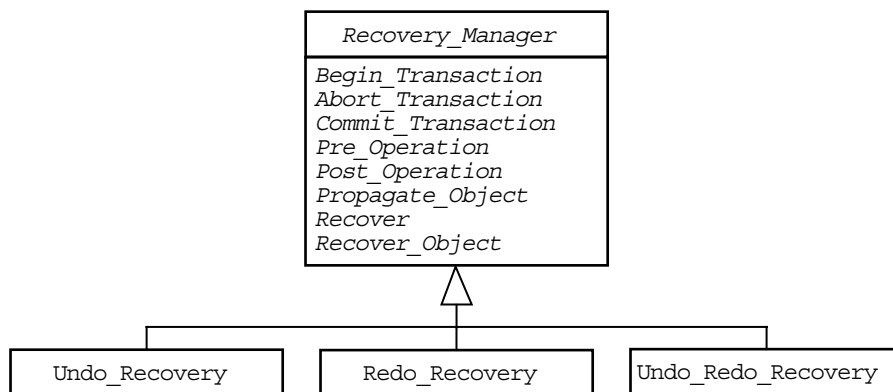 Recovery_Manager
Begin_Transaction
Abort_Transaction
Commit_Transaction
Pre_Operation
Post_Operation
Propagate_Object
Recover
Recover_Object
Undo_Recovery
Redo_Recovery
Undo_Redo_Recovery